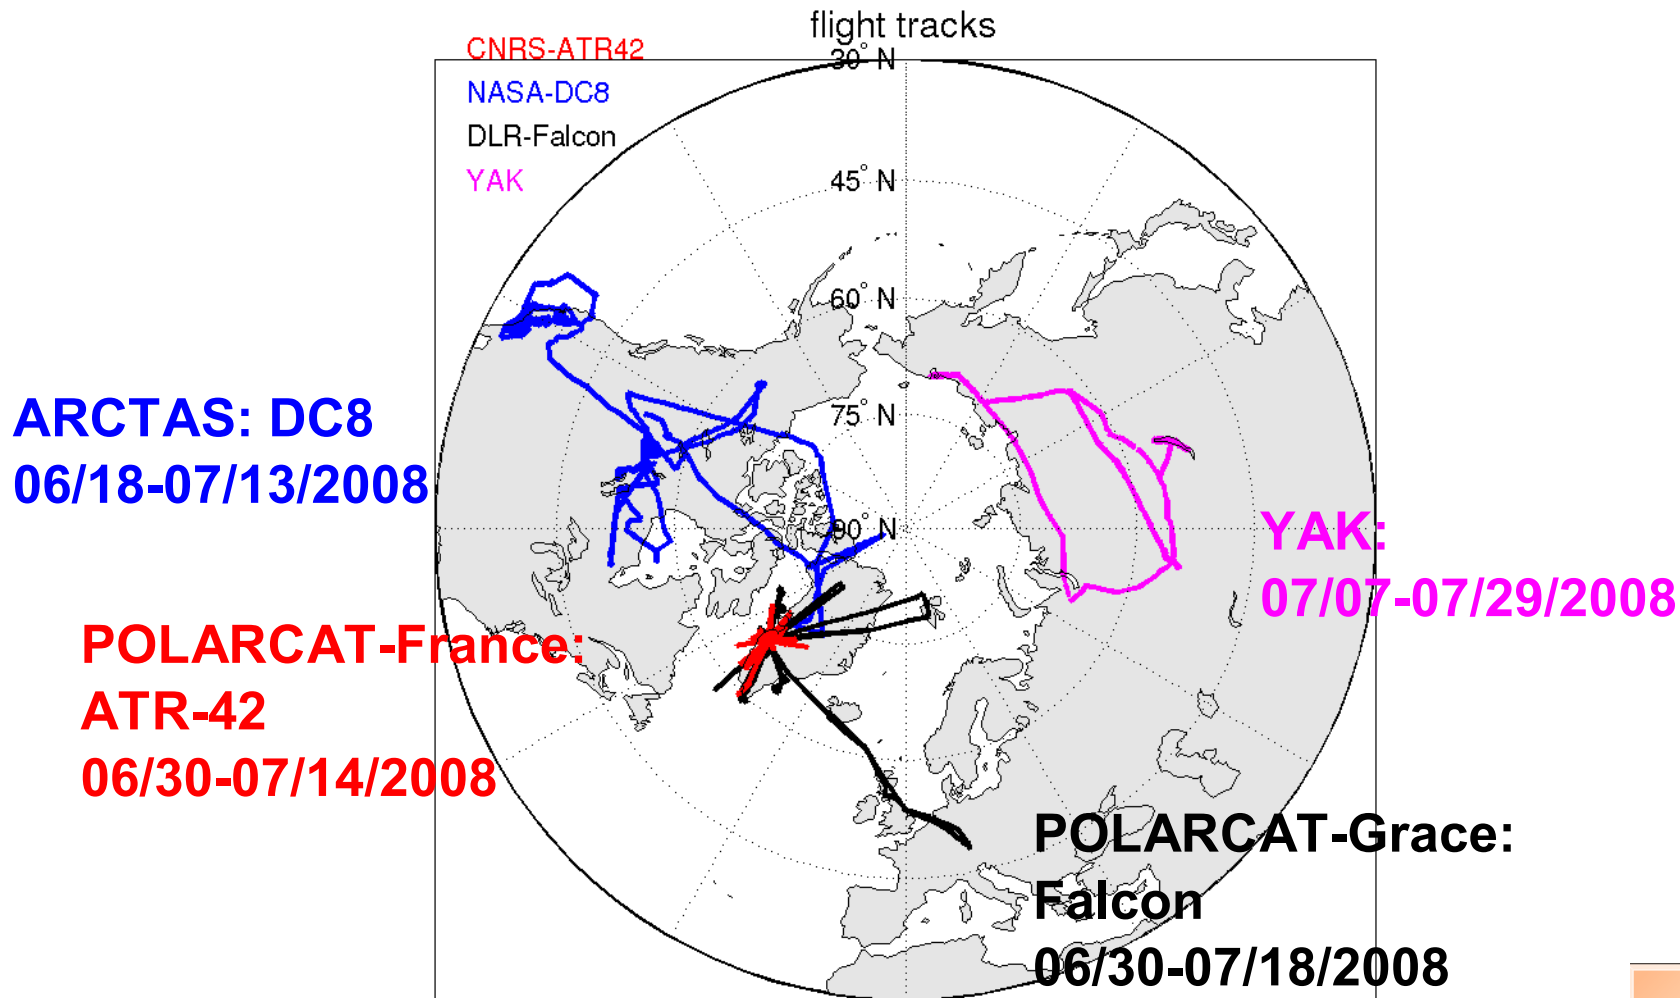 flight tracks
CNRS-ATR42
NASA-DC8
DLR-Falcon
YAK
30° N
45° N
60° N
75° N
90° N
ARCTAS: DC8
06/18-07/13/2008
YAK:
07/07-07/29/2008
POLARCAT-France:
ATR-42
06/30-07/14/2008
POLARCAT-Grace:
Falcon
06/30-07/18/2008